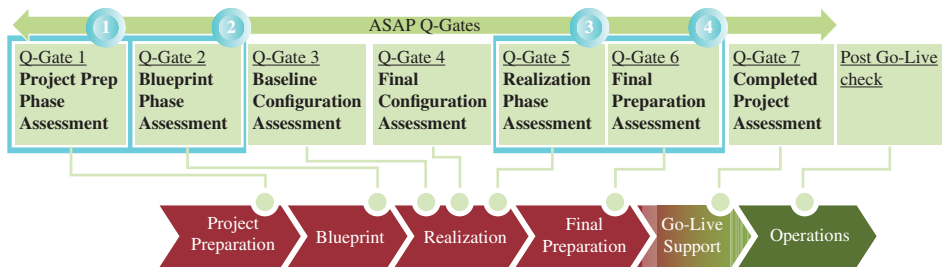 1
2
ASAP Q-Gates
3
4
Q-Gate 1
Project Prep
Phase
Assessment
Q-Gate 2
Blueprint
Phase
Assessment
Q-Gate 3
Baseline
Configuration
Assessment
Q-Gate 4
Final
Configuration
Assessment
Q-Gate 5
Realization
Phase
Assessment
Q-Gate 6
Final
Preparation
Assessment
Q-Gate 7
Completed
Project
Assessment
Post Go-Live
check
Project
Preparation
Blueprint
Realization
Final
Preparation
Go-Live
Support
Operations